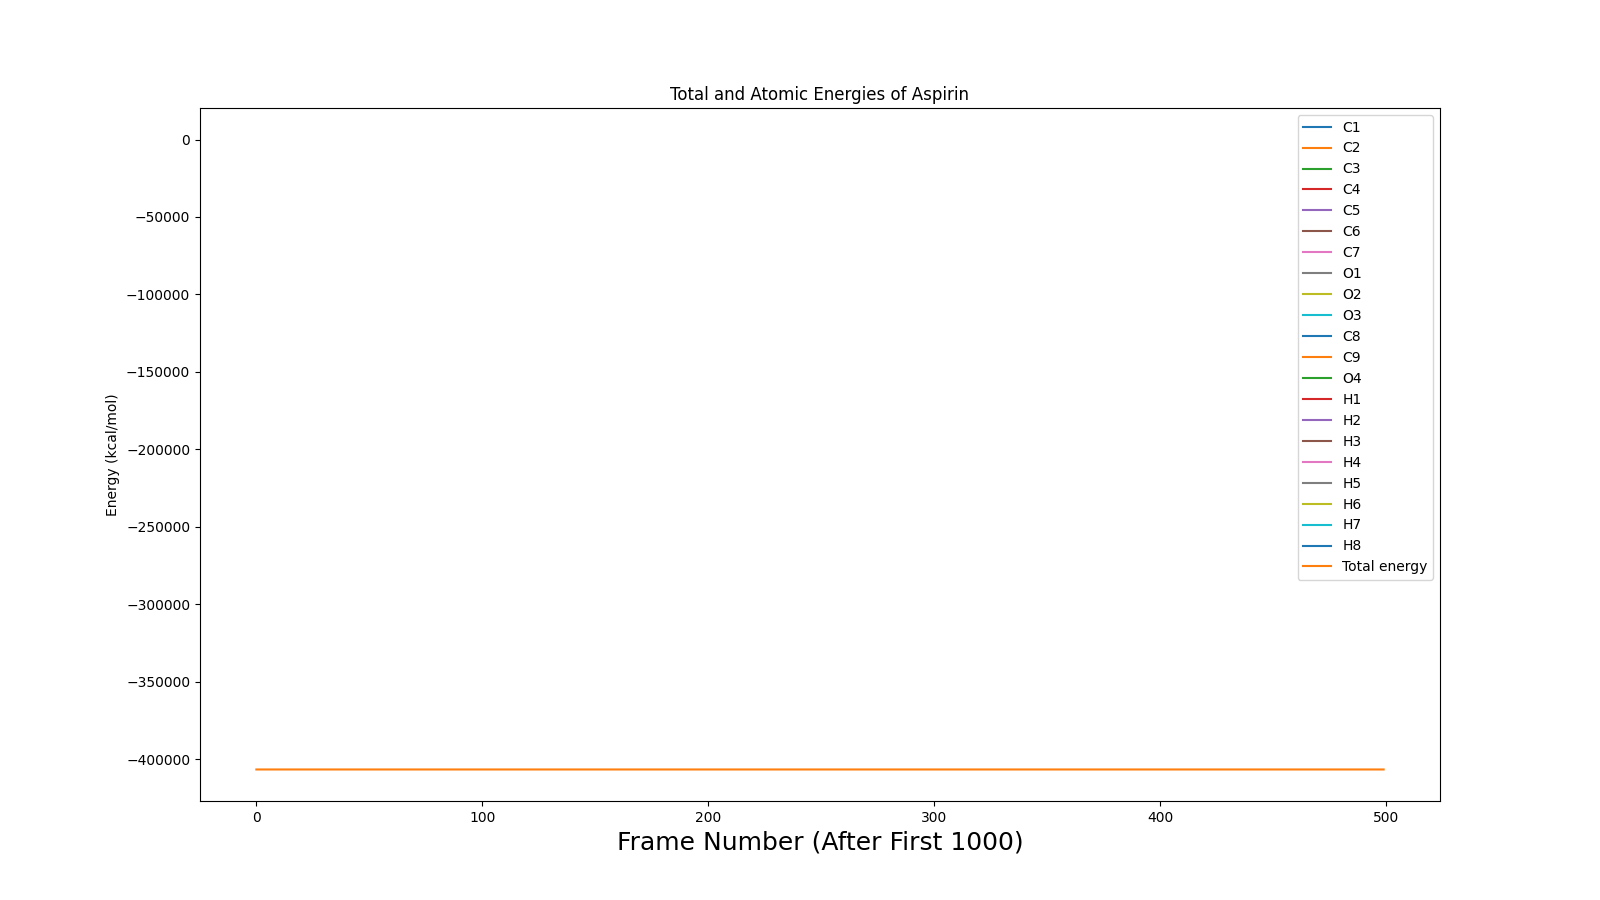 Total and Atomic Energies of Aspirin
0
−50000
−100000
−150000
−200000
−250000
−300000
−350000
−400000
Energy (kcal/mol)
C1
C2
C3
C4
C5
C6
C7
O1
O2
O3
C8
C9
O4
H1
H2
H3
H4
H5
H6
H7
H8
Total energy
0 100 200 300 400 500
Frame Number (After First 1000)